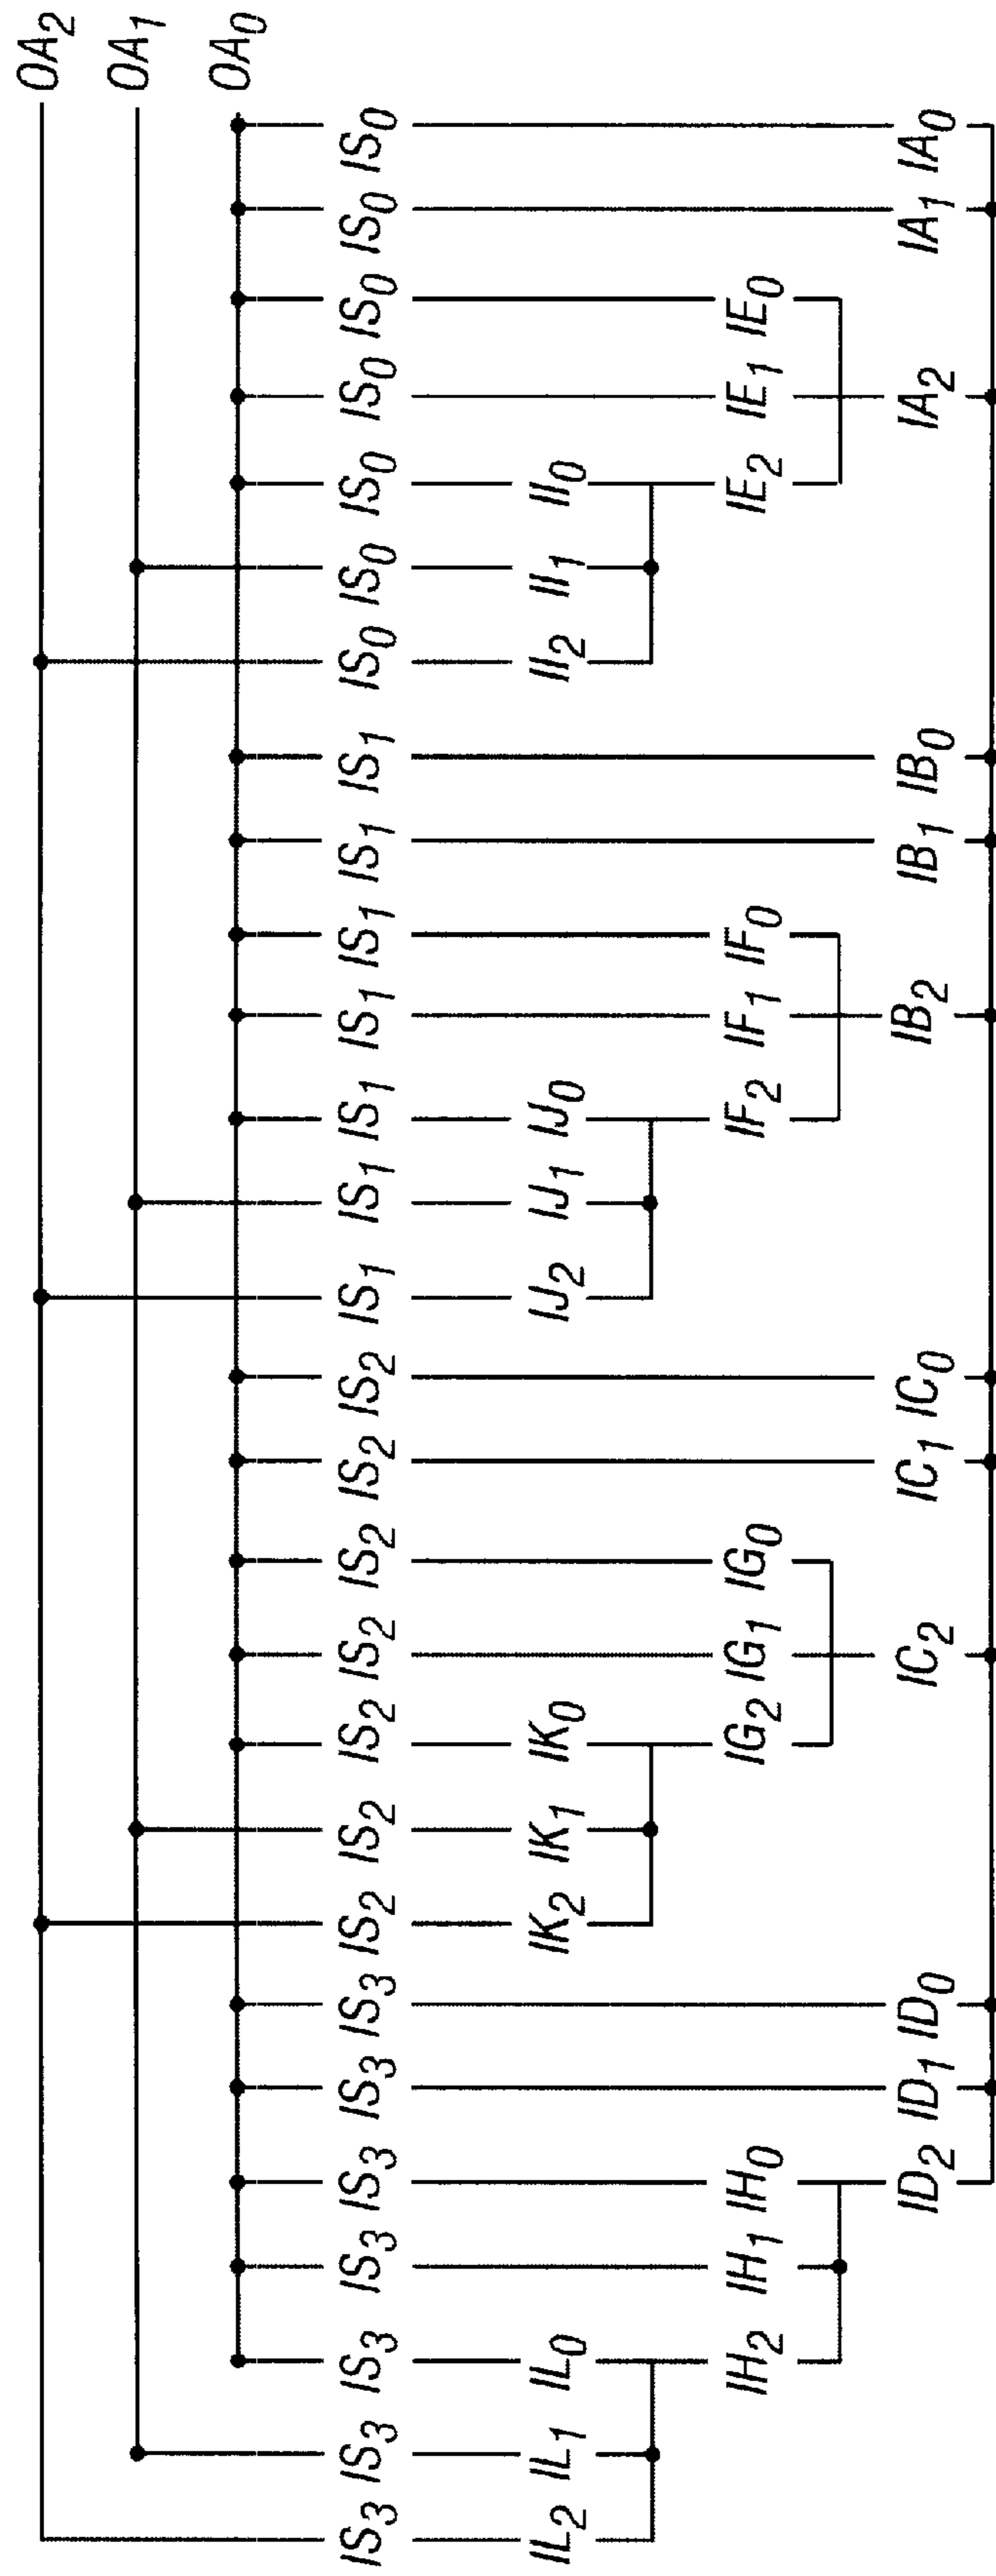 OA₂
OA₁
OA₀
IS₃ IS₃ IS₃ IS₃ IS₃ IS₃ IS₃ IS₂ IS₂ IS₂ IS₂ IS₂ IS₂ IS₂ IS₁ IS₁ IS₁ IS₁ IS₁ IS₁ IS₁ IS₀ IS₀ IS₀ IS₀ IS₀ IS₀ IS₀
IL₂ IL₁ IL₀ IK₂ IK₁ IK₀ IJ₂ IJ₁ IJ₀ II₂ II₁ II₀
IH₂ IH₁ IH₀ IG₂ IG₁ IG₀ IF₂ IF₁ IF₀ IE₂ IE₁ IE₀
ID₂ ID₁ ID₀ IC₂ IC₁ IC₀ IB₂ IB₁ IB₀ IA₂ IA₁ IA₀